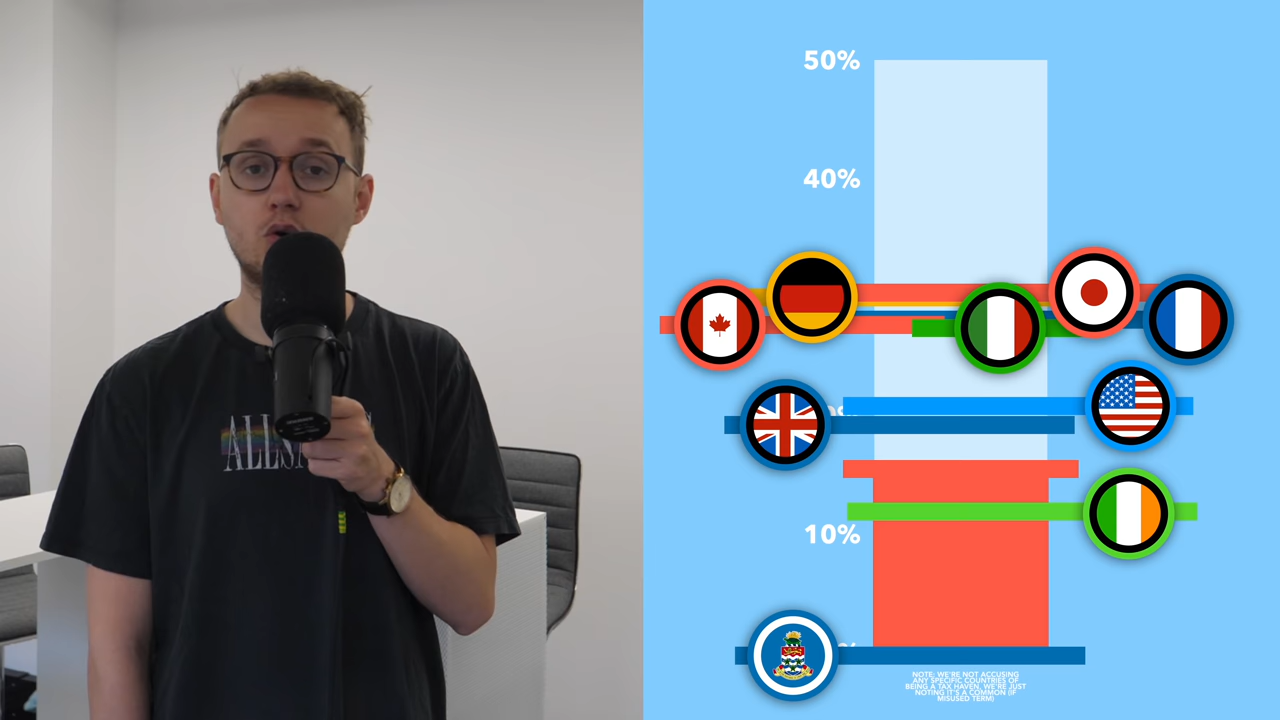 50%
40%
10%
NOTE: WE'RE NOT ACCUSING
ANY SPECIFIC COUNTRIES OF
BEING A TAX HAVEN, WE'RE JUST
NOTING IT'S A COMMON (IF
MISUSED TERM)